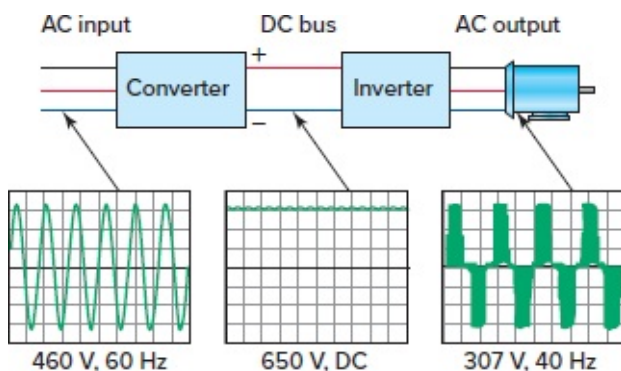 AC input DC bus AC output
+
Converter Inverter
−
460 V, 60 Hz 650 V, DC 307 V, 40 Hz